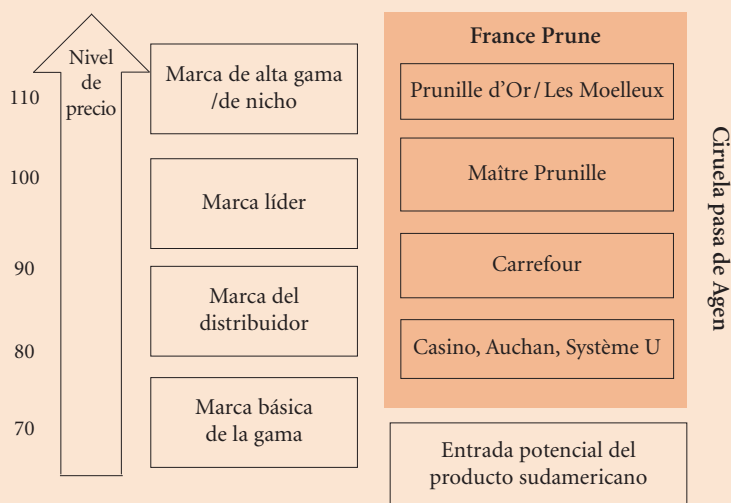 Nivel
de
precio
110
100
90
80
70
Marca de alta gama
/de nicho
Marca líder
Marca del
distribuidor
Marca básica
de la gama
France Prune
Prunille d’Or / Les Moelleux
Maître Prunille
Carrefour
Casino, Auchan, Système U
Entrada potencial del
producto sudamericano
Ciruela pasa de Agen